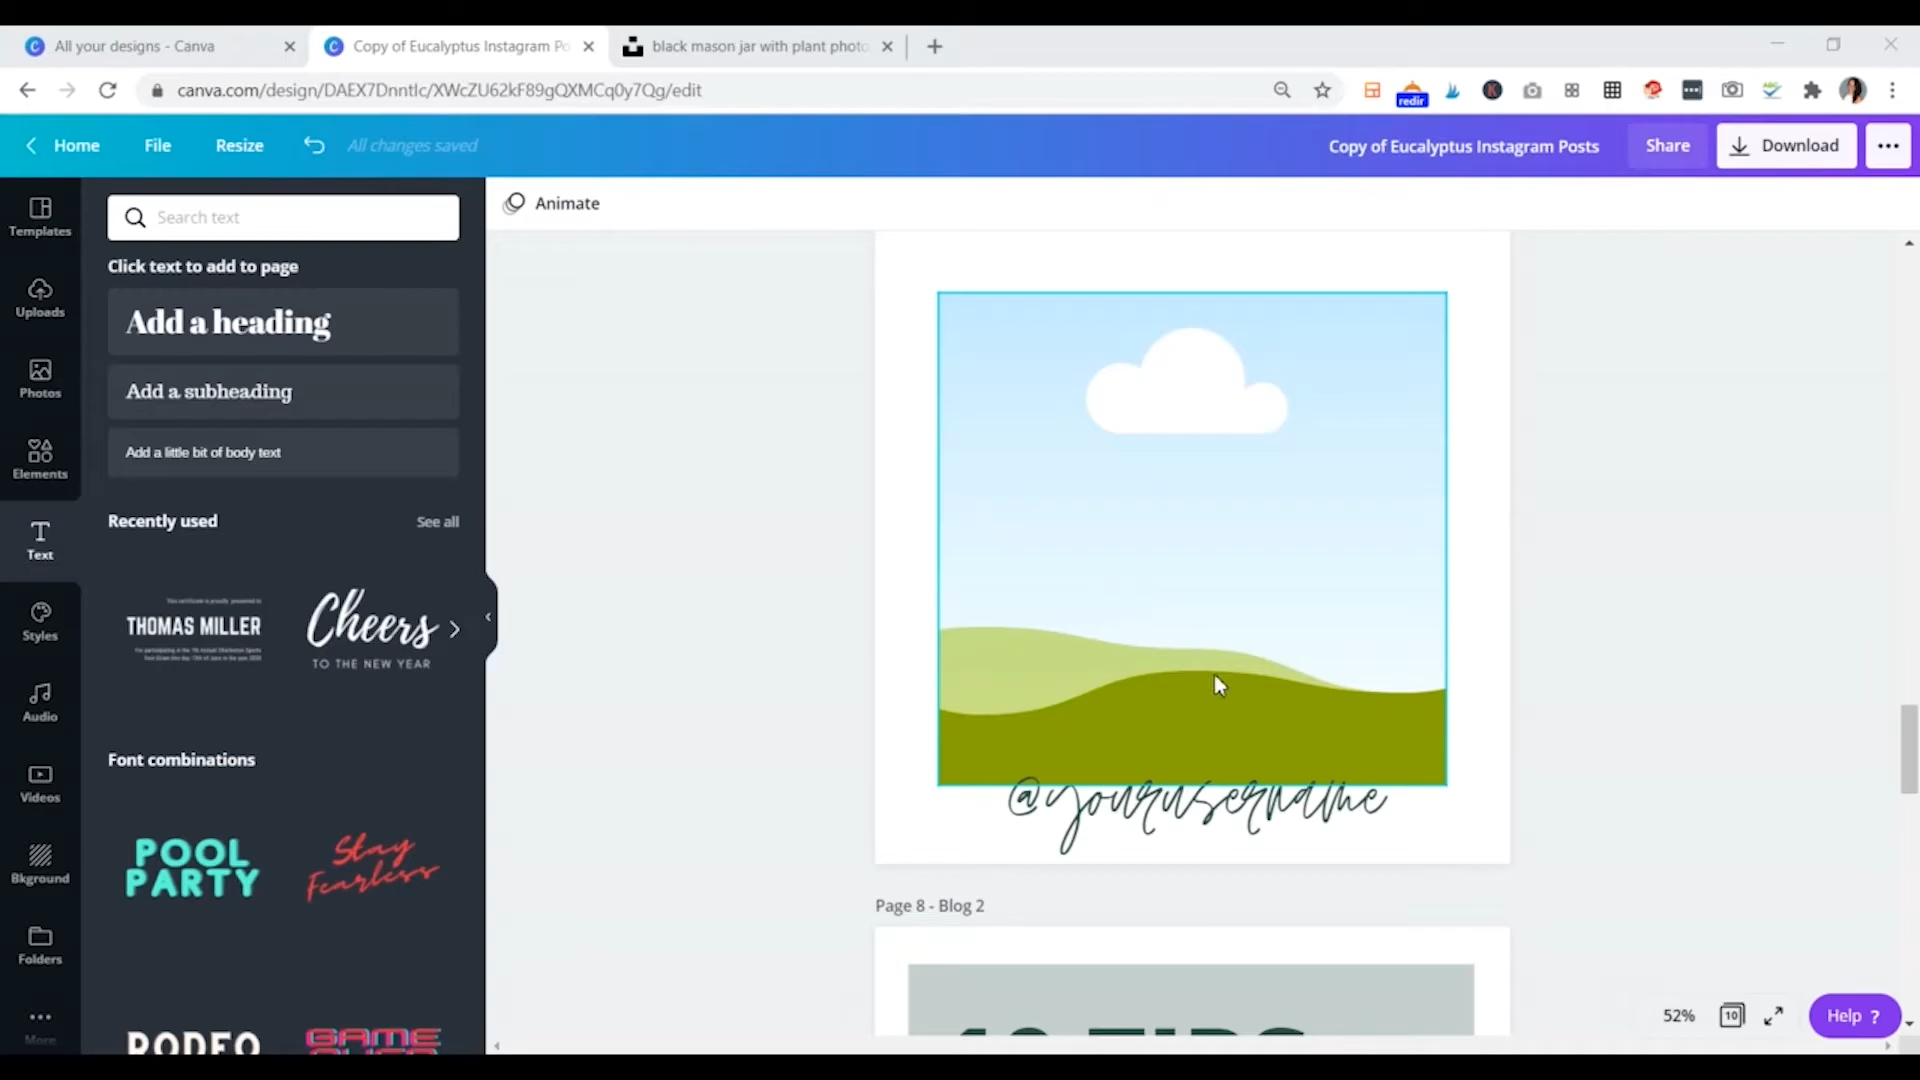 All your designs - Canva
Copy of Eucalyptus Instagram Po
black mason jar with plant photo
canva.com/design/DAEX7Dnntlc/XWcZU62kF89gQXMCq0y7Qg/edit
redir
Home
File
Resize
All changes saved
Copy of Eucalyptus Instagram Posts
Share
Download
Templates
Uploads
Photos
Elements
Text
Styles
Audio
Videos
Bkground
Folders
More
Search text
Click text to add to page
Add a heading
Add a subheading
Add a little bit of body text
Recently used
See all
THOMAS MILLER
Cheers
TO THE NEW YEAR
Font combinations
POOL
PARTY
Stay
Fearless
RODEO
GAME
Animate
@yourusername
Page 8 - Blog 2
10 TIPS
52%
10
Help ?